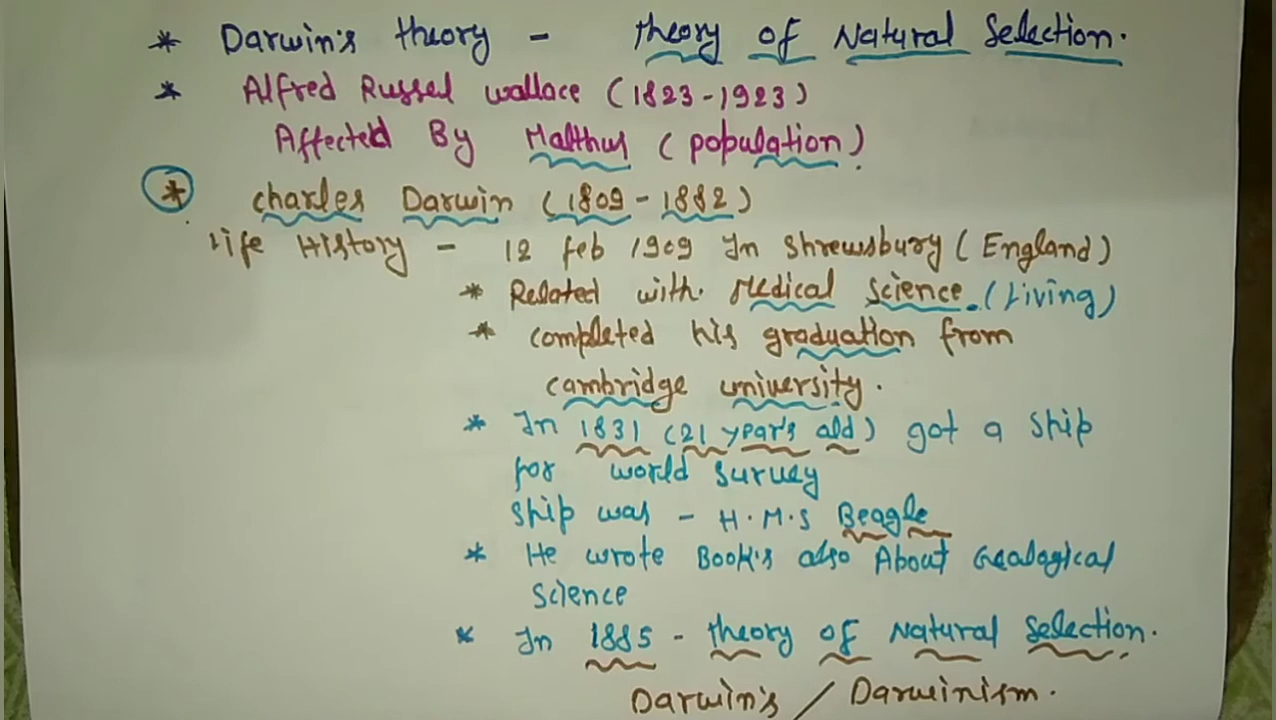 * Darwin's theory - theory of Natural Selection.
* Alfred Russel wallace (1823-1923)
Affected By Malthus (population)
* charles Darwin (1809-1882)
Life History - 12 feb 1909 In Shrewsbury (England)
* Related with. Medical Science. (Living)
* completed his graduation from
cambridge university.
* In 1831 (21 year's old) got a ship
for world survey
ship was - H.M.S Beagle
* He wrote Book's also About Gealogical
Science
* In 1885 - theory of Natural Selection.
Darwin's / Darwinism.